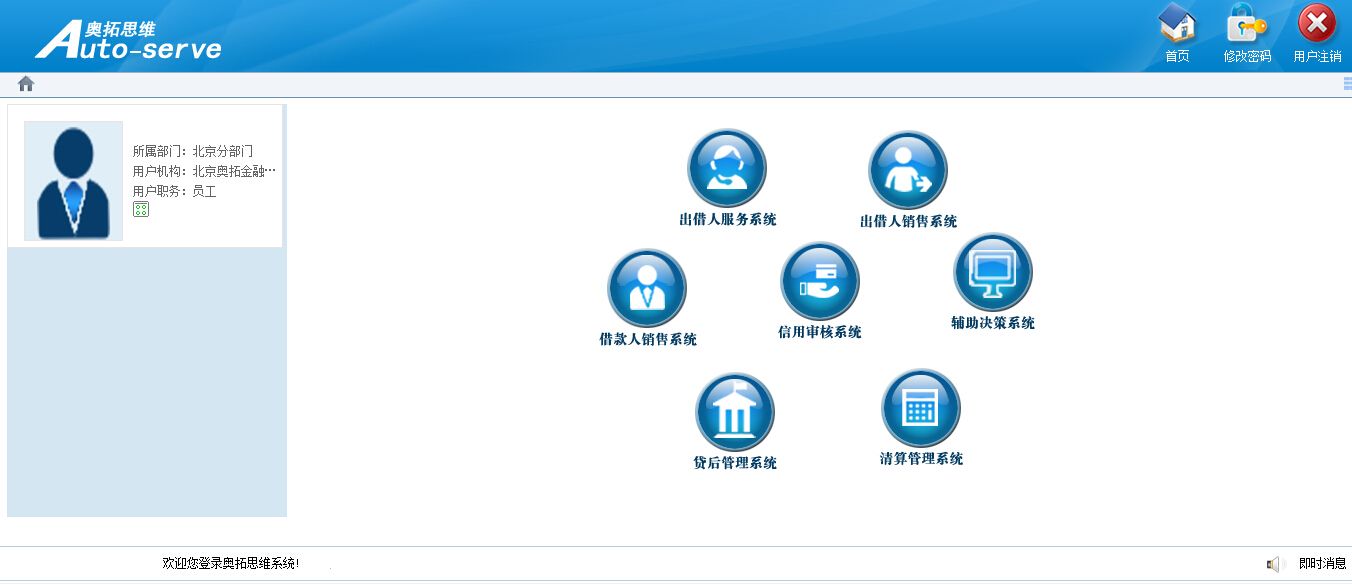 奥拓思维
Auto-serve
首页
修改密码
用户注销
所属部门：北京分部门
用户机构：北京奥拓金融…
用户职务：员工
出借人服务系统
出借人销售系统
借款人销售系统
信用审核系统
辅助决策系统
贷后管理系统
清算管理系统
欢迎您登录奥拓思维系统!
即时消息